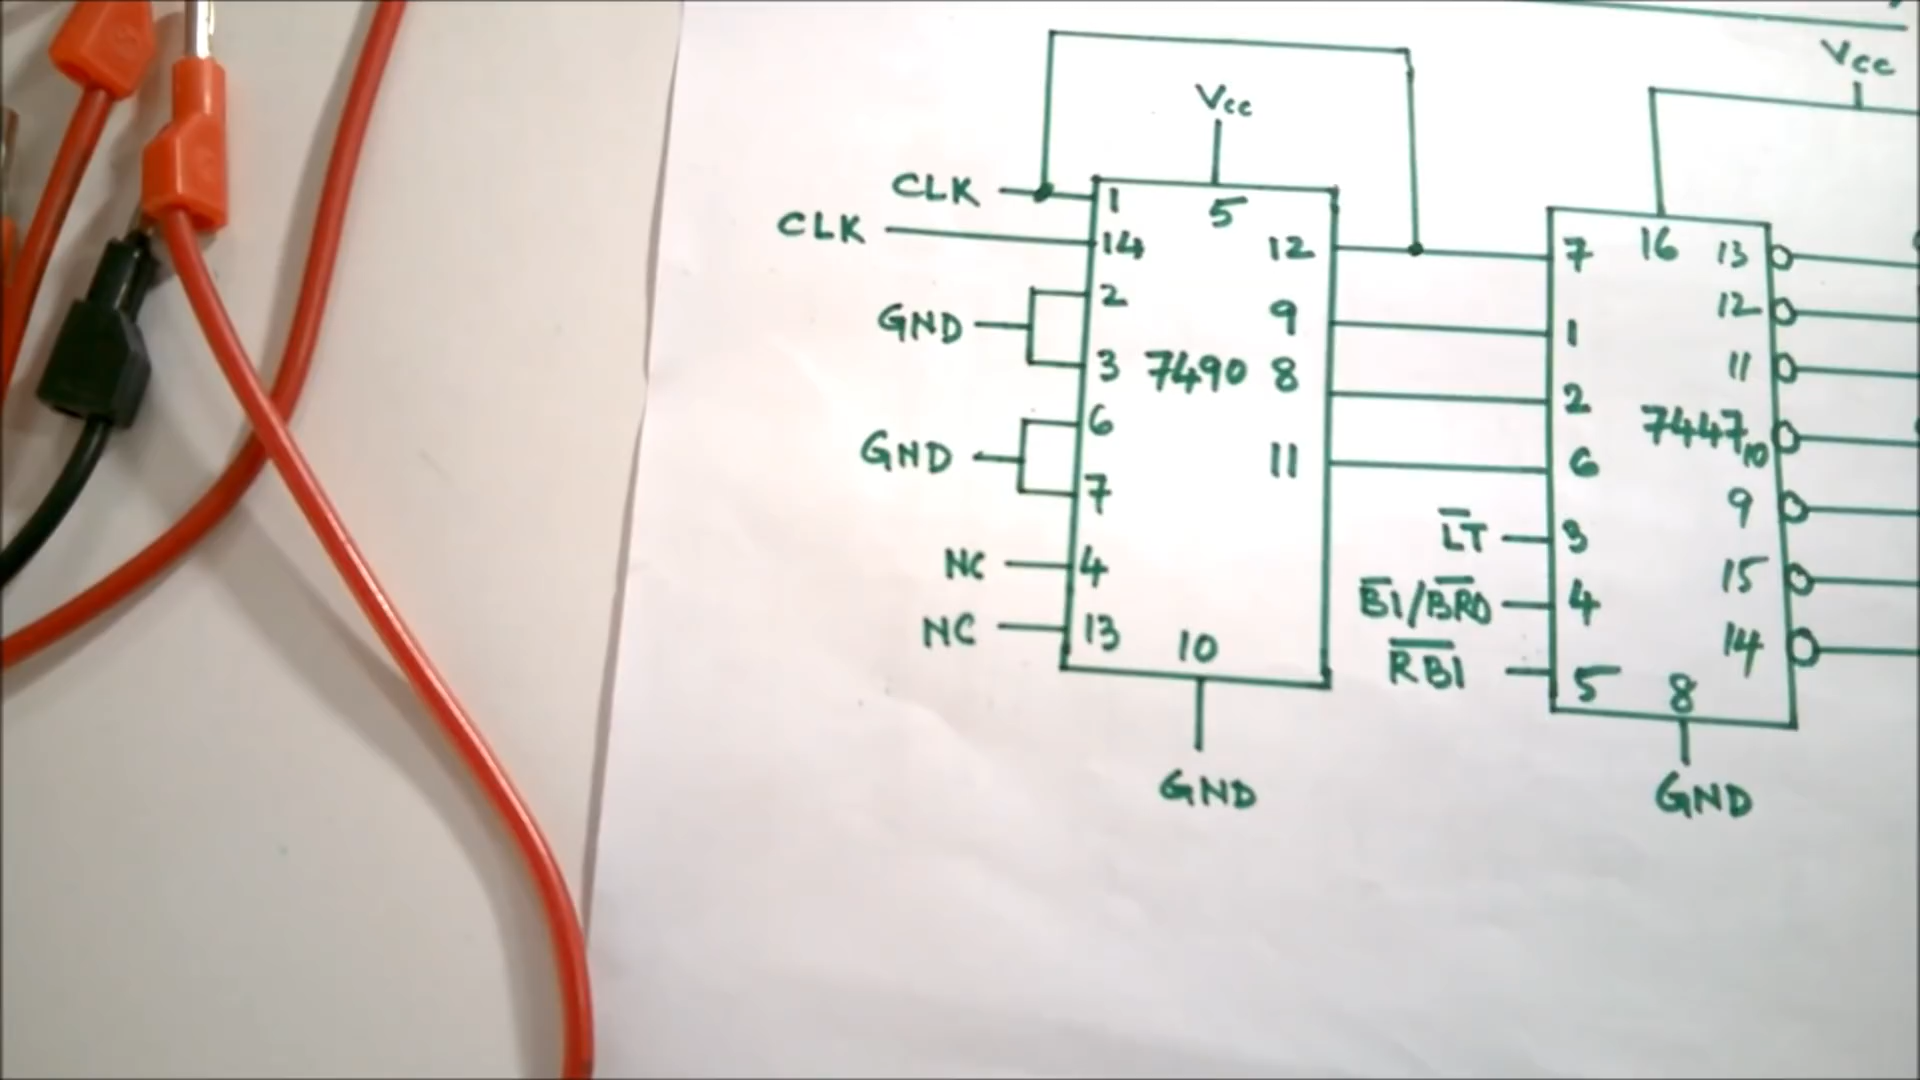 Vcc
Vcc
CLK 1 5
CLK 14 12 7 16 13
GND 2 9 1 12
3 7490 8 2 11
GND 6 11 6 7447 10
7 9
LT 3
NC 4 BI/BRO 4 15
NC 13 10 RBI 5 8 14
GND GND